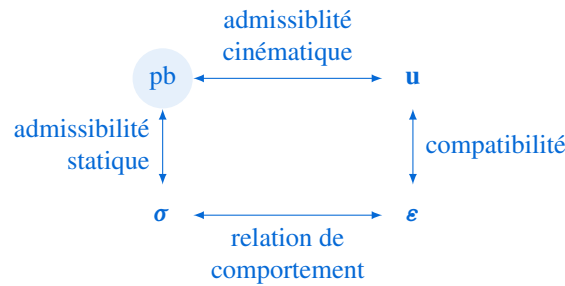 admissiblité
cinématique
pb
u
admissibilité
statique
compatibilité
σ
ε
relation de
comportement